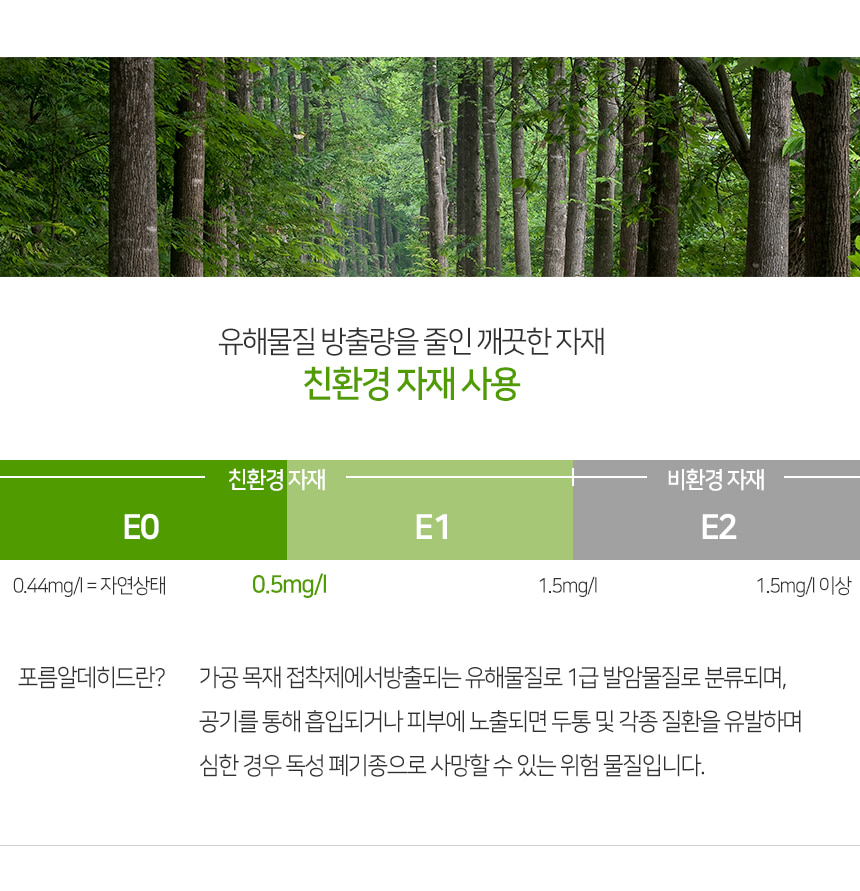 유해물질 방출량을 줄인 깨끗한 자재
친환경 자재 사용
친환경 자재 비환경 자재
E0 E1 E2
0.44mg/l = 자연상태 0.5mg/l 1.5mg/l 1.5mg/l 이상
포름알데히드란? 가공 목재 접착제에서방출되는 유해물질로 1급 발암물질로 분류되며,
공기를 통해 흡입되거나 피부에 노출되면 두통 및 각종 질환을 유발하며
심한 경우 독성 폐기종으로 사망할 수 있는 위험 물질입니다.